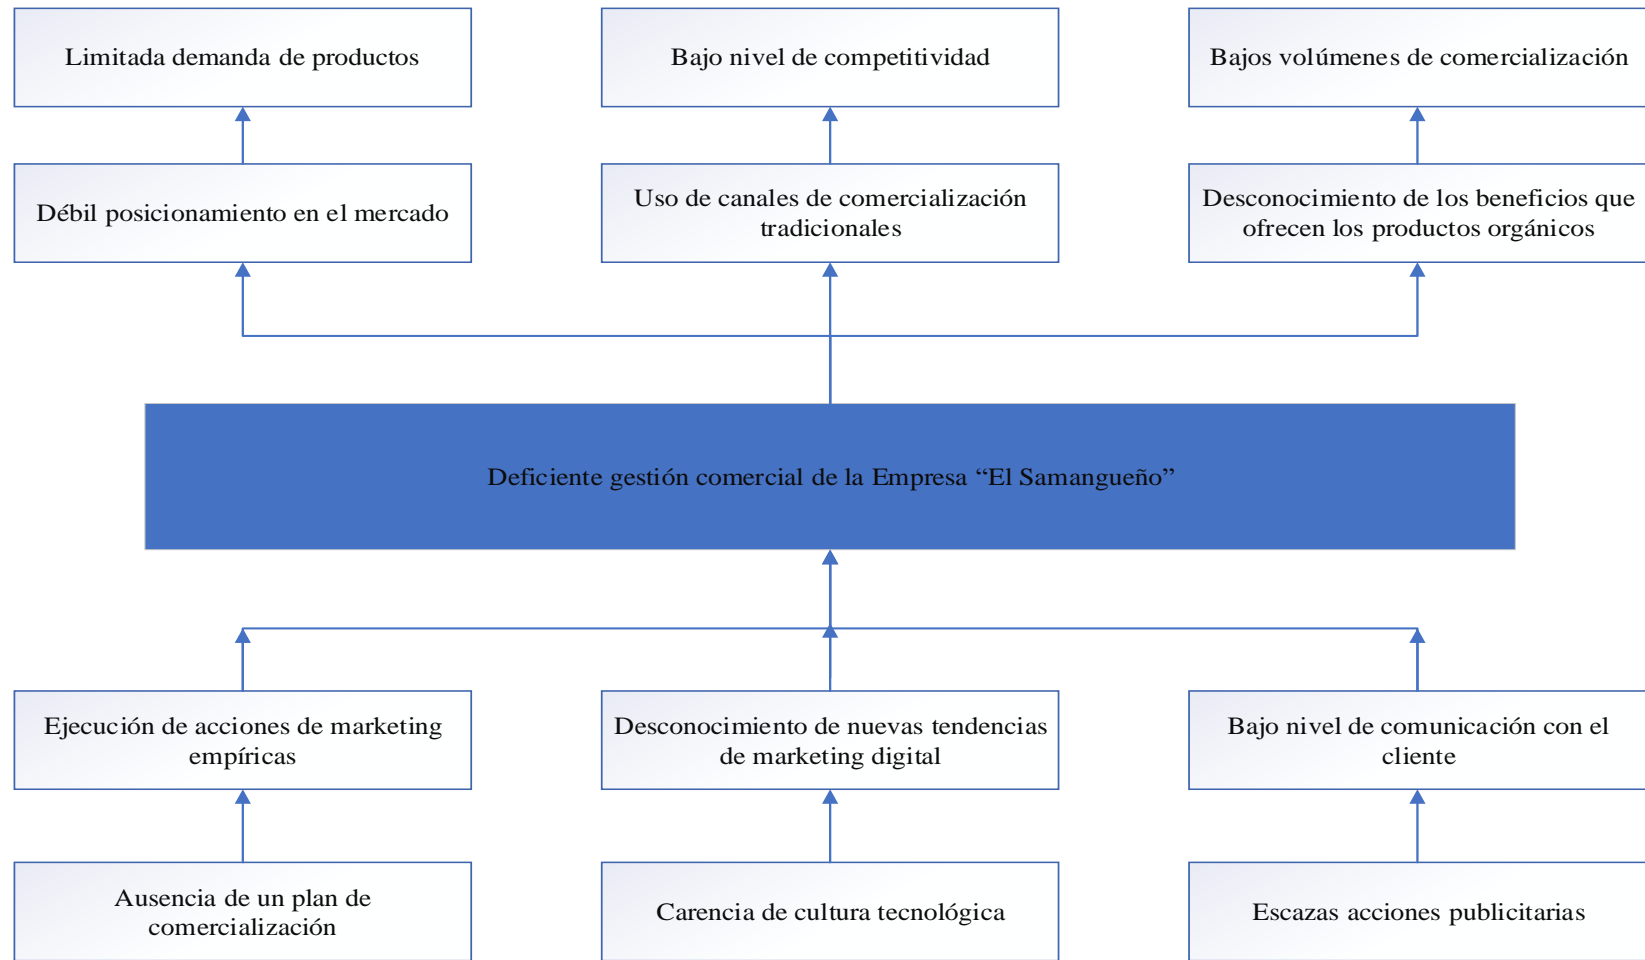 Limitada demanda de productos
Bajo nivel de competitividad
Bajos volúmenes de comercialización
Débil posicionamiento en el mercado
Uso de canales de comercialización
tradicionales
Desconocimiento de los beneficios que
ofrecen los productos orgánicos
Deficiente gestión comercial de la Empresa “El Samangueño”
Ejecución de acciones de marketing
empíricas
Desconocimiento de nuevas tendencias
de marketing digital
Bajo nivel de comunicación con el
cliente
Ausencia de un plan de
comercialización
Carencia de cultura tecnológica
Escazas acciones publicitarias